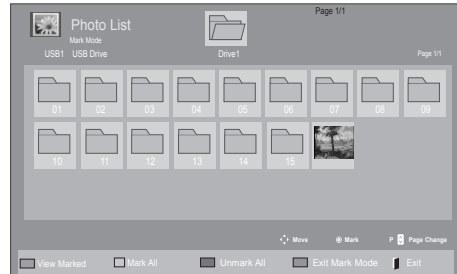 Page 1/1
Photo List
Mark Mode
USB1 USB Drive Drive1 Page 1/1
01 02 03 04 05 06 07 08 09
10 11 12 13 14 15
Move Mark P Page Change
View Marked Mark All Unmark All Exit Mark Mode Exit